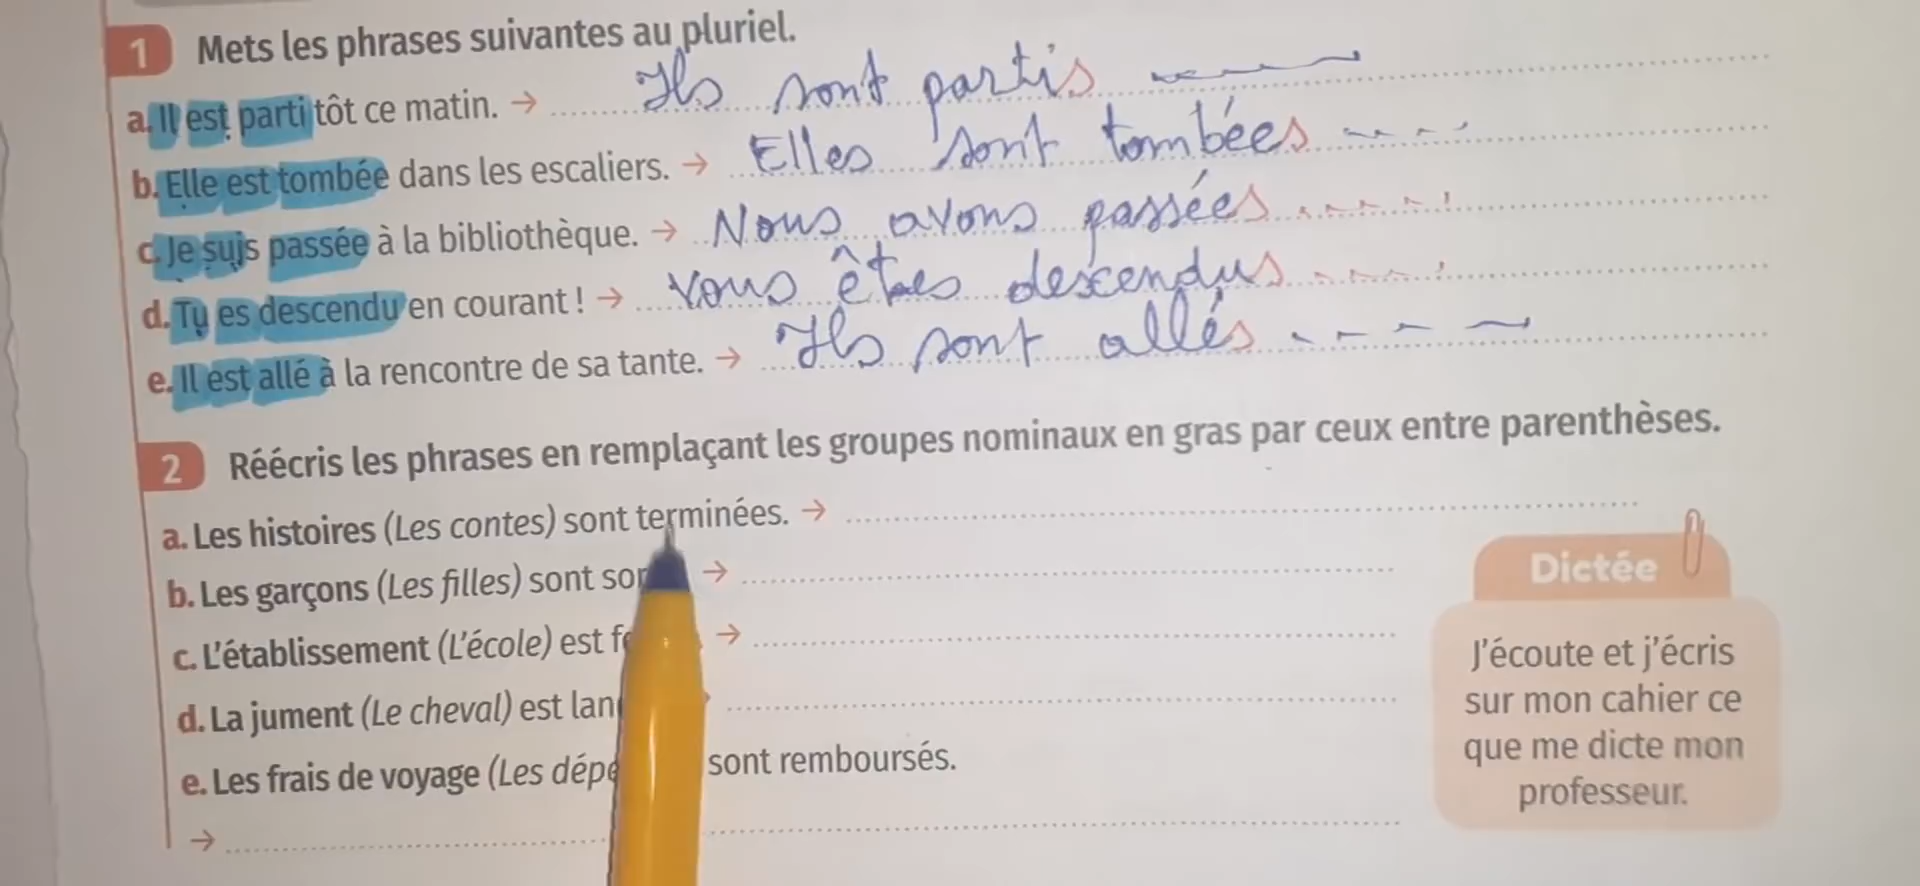 1 Mets les phrases suivantes au pluriel.
a. Il est parti tôt ce matin. → Ils sont partis
b. Elle est tombée dans les escaliers. → Elles sont tombées
c. Je suis passée à la bibliothèque. → Nous avons passées
d. Tu es descendu en courant ! → Vous êtes descendus
e. Il est allé à la rencontre de sa tante. → Ils sont allés
2 Réécris les phrases en remplaçant les groupes nominaux en gras par ceux entre parenthèses.
a. Les histoires (Les contes) sont terminées. →
b. Les garçons (Les filles) sont →
c. L'établissement (L'école) est →
d. La jument (Le cheval) est
e. Les frais de voyage (Les sont remboursés.
→
Dictée
J'écoute et j'écris
sur mon cahier ce
que me dicte mon
professeur.